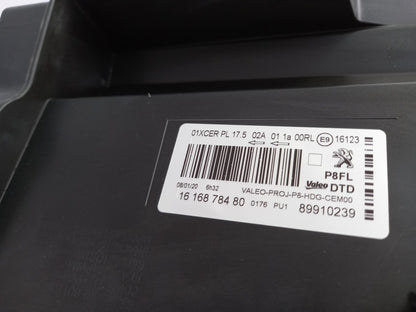 01XCER PL 17.5 02A 01 1a 00RL E9 16123
P8FL
Valeo DTD
08/01/20 6h32 VALEO-PROJ-P8-HDG-CEM00
16 168 784 80 0176 PU1 89910239